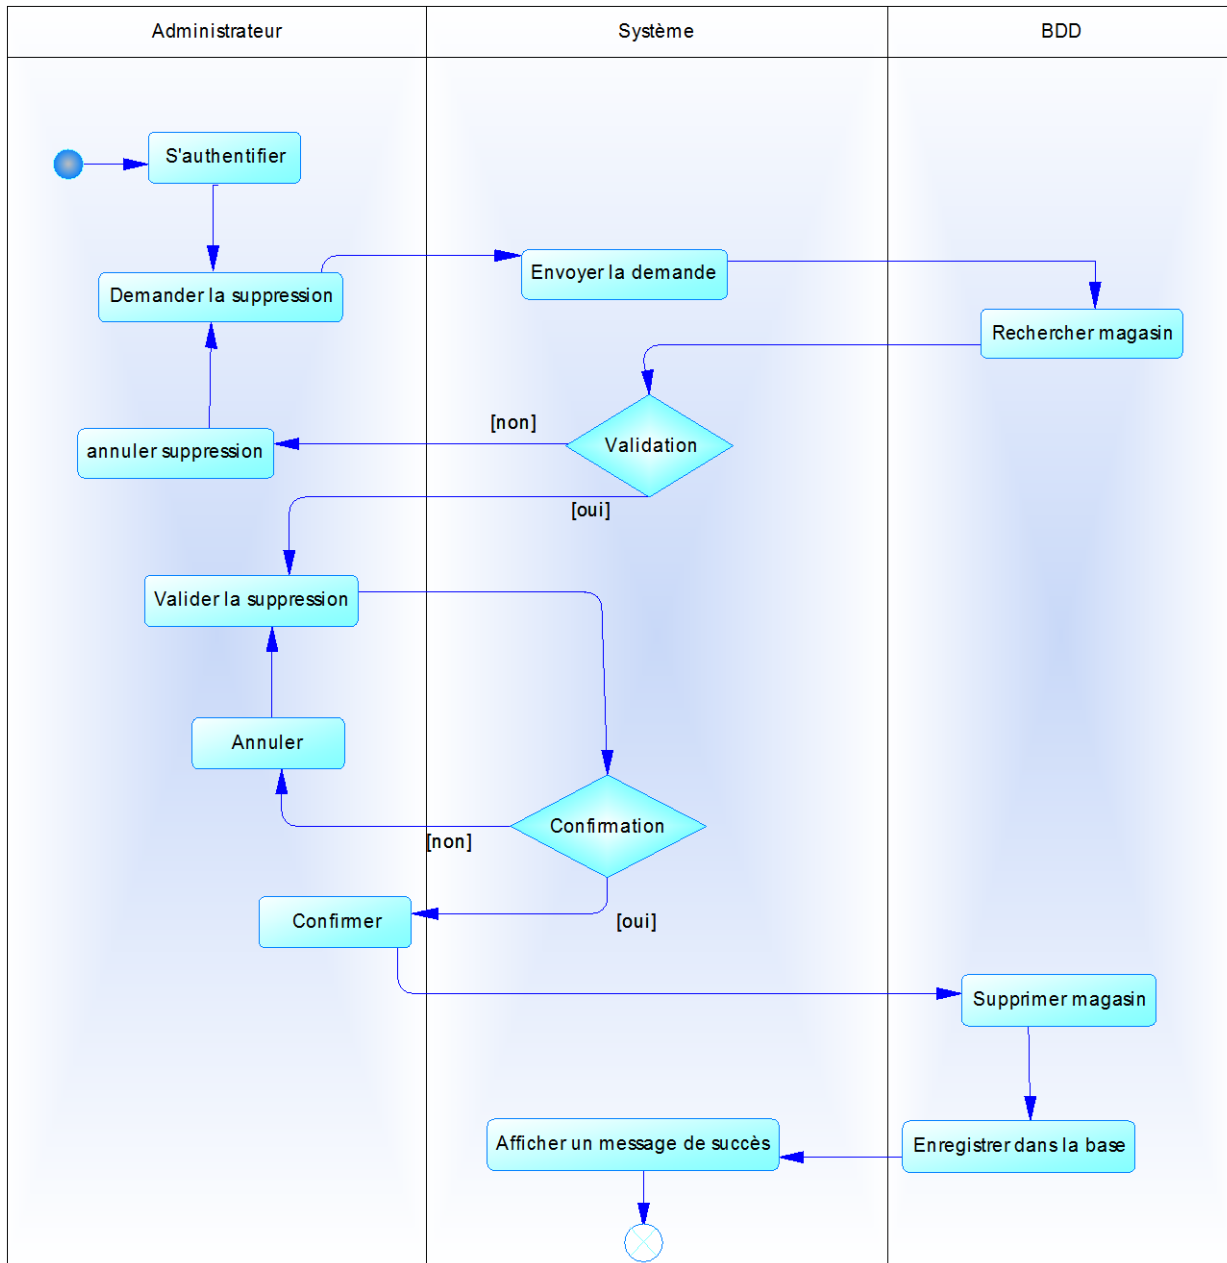 Administrateur
Système
BDD
S'authentifier
Envoyer la demande
Demander la suppression
Rechercher magasin
[non]
Validation
annuler suppression
[oui]
Valider la suppression
Annuler
Confirmation
[non]
Confirmer
[oui]
Supprimer magasin
Afficher un message de succès
Enregistrer dans la base